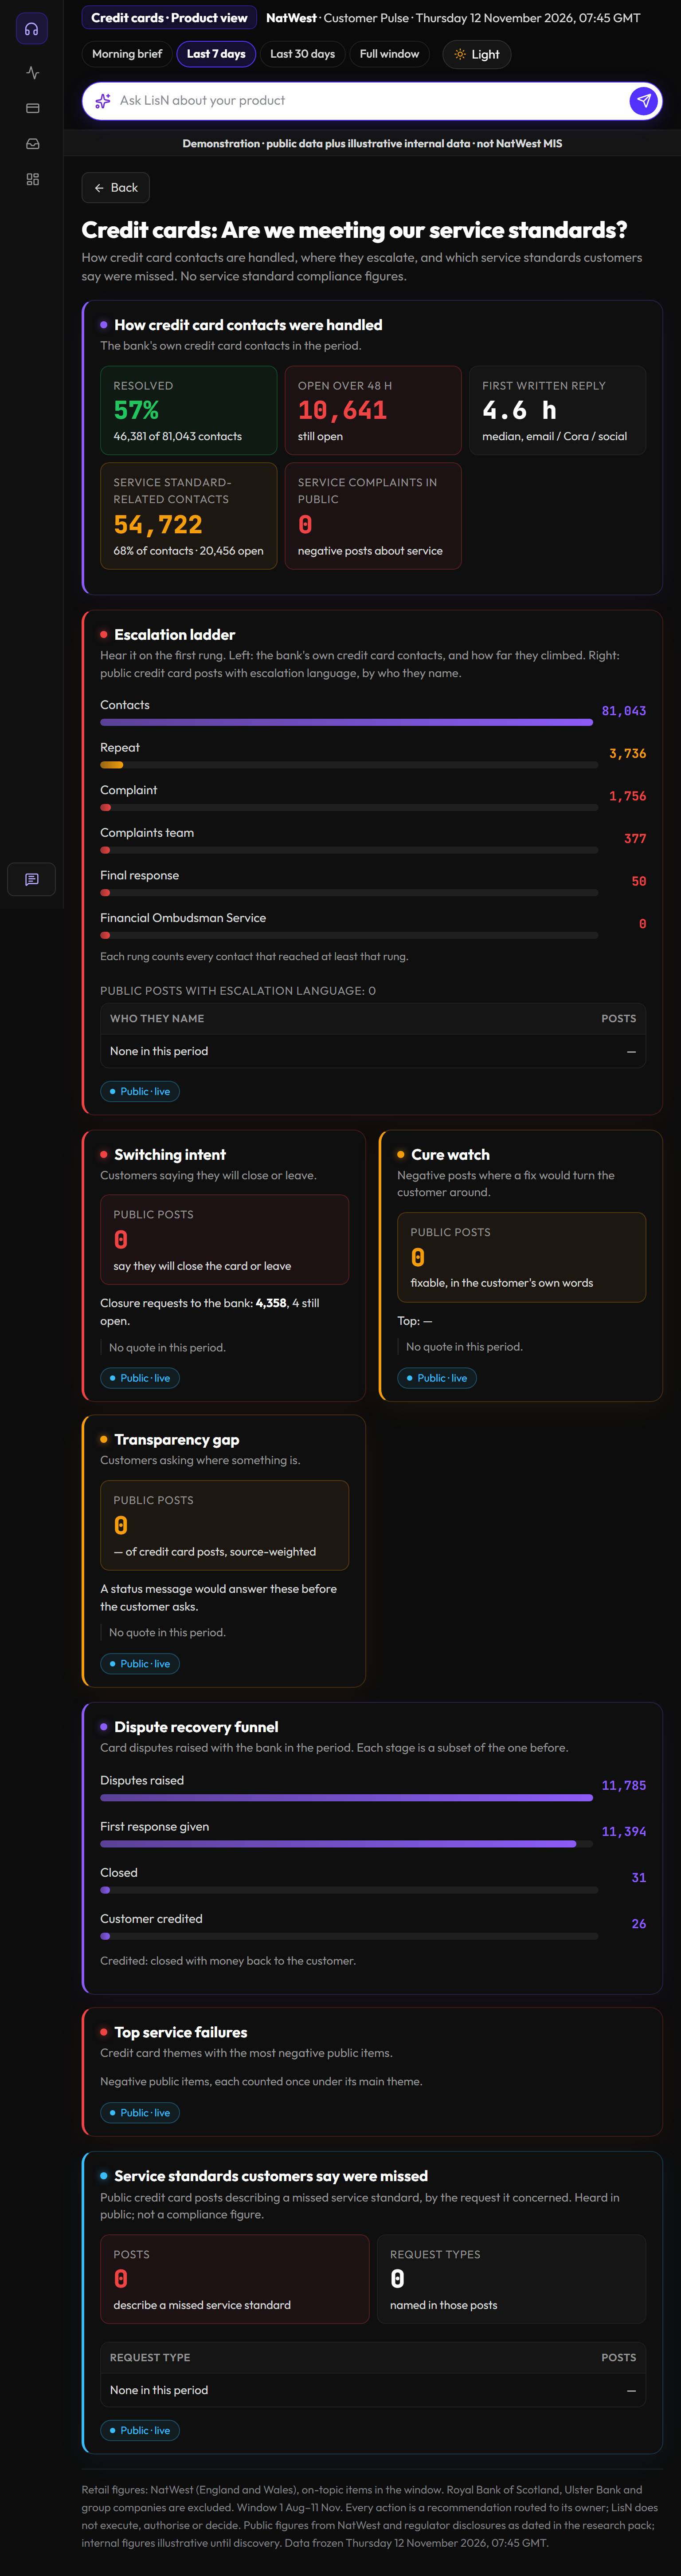 Credit cards · Product view
NatWest · Customer Pulse · Thursday 12 November 2026, 07:45 GMT
Morning brief
Last 7 days
Last 30 days
Full window
Light
Ask LisN about your product
Demonstration · public data plus illustrative internal data · not NatWest MIS
← Back
Credit cards: Are we meeting our service standards?
How credit card contacts are handled, where they escalate, and which service standards customers
say were missed. No service standard compliance figures.
How credit card contacts were handled
The bank's own credit card contacts in the period.
RESOLVED
57%
46,381 of 81,043 contacts
OPEN OVER 48 H
10,641
still open
FIRST WRITTEN REPLY
4.6 h
median, email / Cora / social
SERVICE STANDARD-
RELATED CONTACTS
54,722
68% of contacts · 20,456 open
SERVICE COMPLAINTS IN
PUBLIC
0
negative posts about service
Escalation ladder
Hear it on the first rung. Left: the bank's own credit card contacts, and how far they climbed. Right:
public credit card posts with escalation language, by who they name.
Contacts
81,043
Repeat
3,736
Complaint
1,756
Complaints team
377
Final response
50
Financial Ombudsman Service
0
Each rung counts every contact that reached at least that rung.
PUBLIC POSTS WITH ESCALATION LANGUAGE: 0
WHO THEY NAME POSTS
None in this period —
Public · live
Switching intent
Customers saying they will close or leave.
PUBLIC POSTS
0
say they will close the card or leave
Closure requests to the bank: 4,358, 4 still
open.
No quote in this period.
Public · live
Cure watch
Negative posts where a fix would turn the
customer around.
PUBLIC POSTS
0
fixable, in the customer's own words
Top: —
No quote in this period.
Public · live
Transparency gap
Customers asking where something is.
PUBLIC POSTS
0
— of credit card posts, source-weighted
A status message would answer these before
the customer asks.
No quote in this period.
Public · live
Dispute recovery funnel
Card disputes raised with the bank in the period. Each stage is a subset of the one before.
Disputes raised
11,785
First response given
11,394
Closed
31
Customer credited
26
Credited: closed with money back to the customer.
Top service failures
Credit card themes with the most negative public items.
Negative public items, each counted once under its main theme.
Public · live
Service standards customers say were missed
Public credit card posts describing a missed service standard, by the request it concerned. Heard in
public; not a compliance figure.
POSTS
0
describe a missed service standard
REQUEST TYPES
0
named in those posts
REQUEST TYPE POSTS
None in this period —
Public · live
Retail figures: NatWest (England and Wales), on-topic items in the window. Royal Bank of Scotland, Ulster Bank and
group companies are excluded. Window 1 Aug–11 Nov. Every action is a recommendation routed to its owner; LisN does
not execute, authorise or decide. Public figures from NatWest and regulator disclosures as dated in the research pack;
internal figures illustrative until discovery. Data frozen Thursday 12 November 2026, 07:45 GMT.